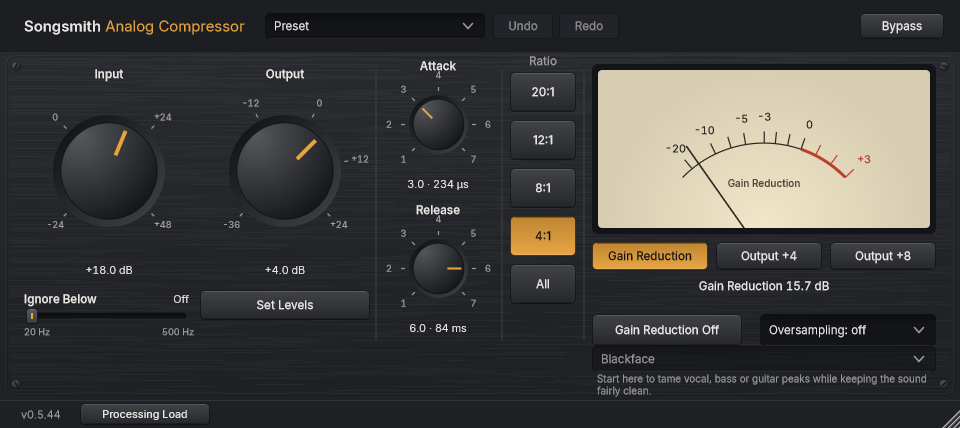 Songsmith Analog Compressor
Preset
Undo
Redo
Bypass
Input
0
+24
-24
+48
+18.0 dB
Output
-12
0
+12
-36
+24
+4.0 dB
Ignore Below
Off
20 Hz
500 Hz
Set Levels
Attack
4
3
5
2
6
1
7
3.0 · 234 µs
Release
4
3
5
2
6
1
7
6.0 · 84 ms
Ratio
20:1
12:1
8:1
4:1
All
-20
-10
-5
-3
0
+3
Gain Reduction
Gain Reduction
Output +4
Output +8
Gain Reduction 15.7 dB
Gain Reduction Off
Oversampling: off
Blackface
Start here to tame vocal, bass or guitar peaks while keeping the sound
fairly clean.
v0.5.44
Processing Load